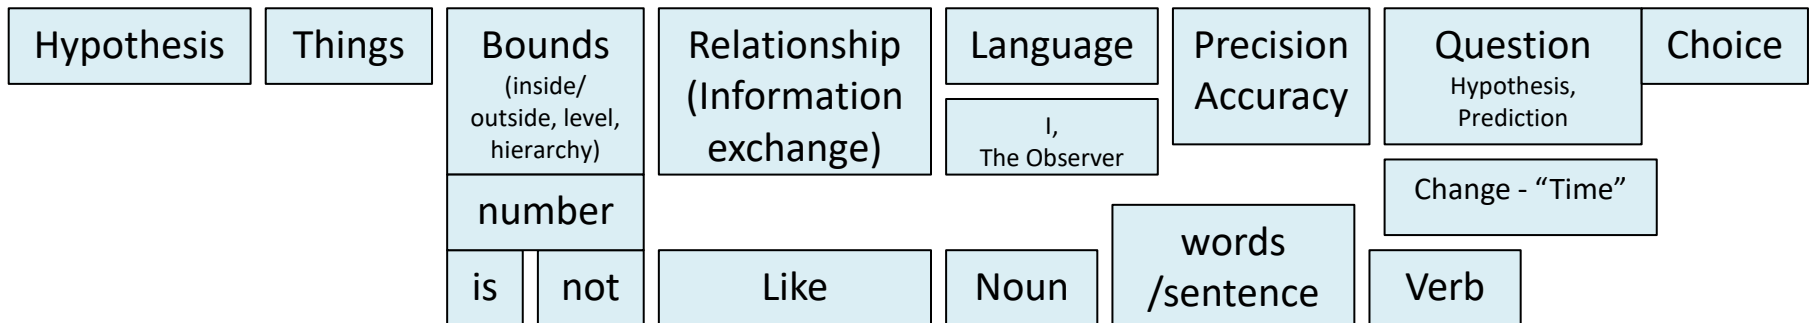 Hypothesis
Things
Bounds
(inside/
outside, level,
hierarchy)
number
is
not
Relationship
(Information
exchange)
Like
Language
I,
The Observer
Noun
Precision
Accuracy
words
/sentence
Question
Hypothesis,
Prediction
Choice
Change - “Time”
Verb